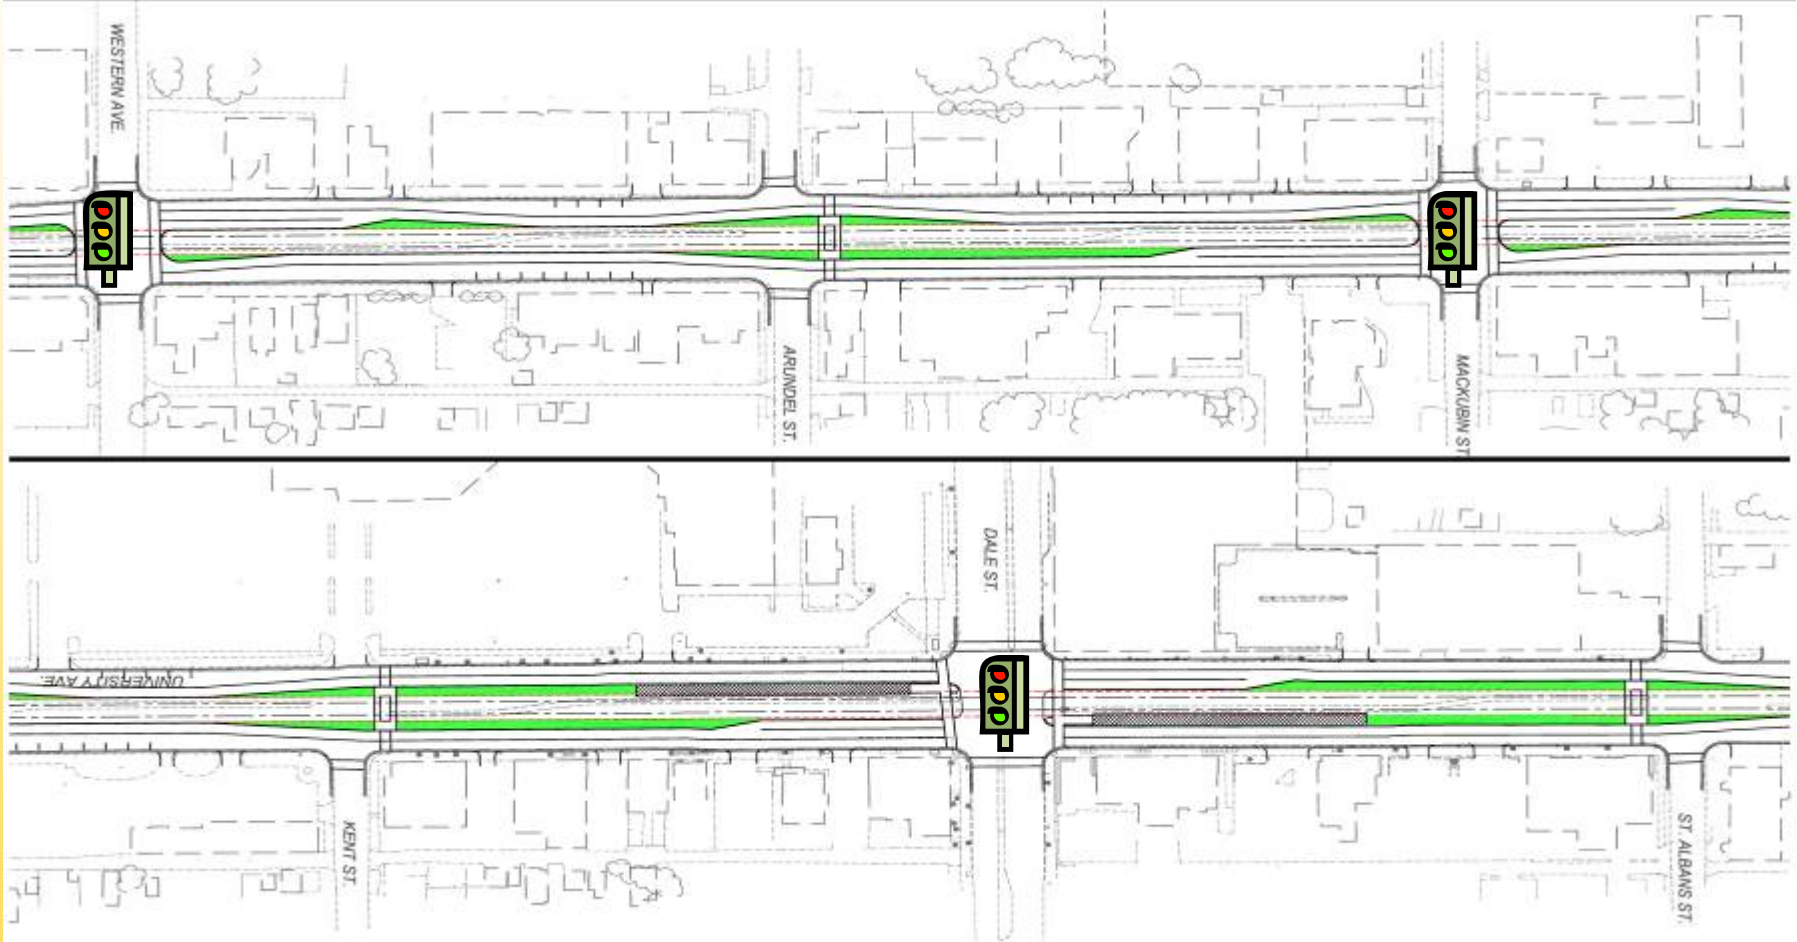 WESTERN AVE.
ARUNDEL ST.
MACKUBIN ST
DALE ST.
UNIVERSITY AVE.
KENT ST.
ST. ALBANS ST.